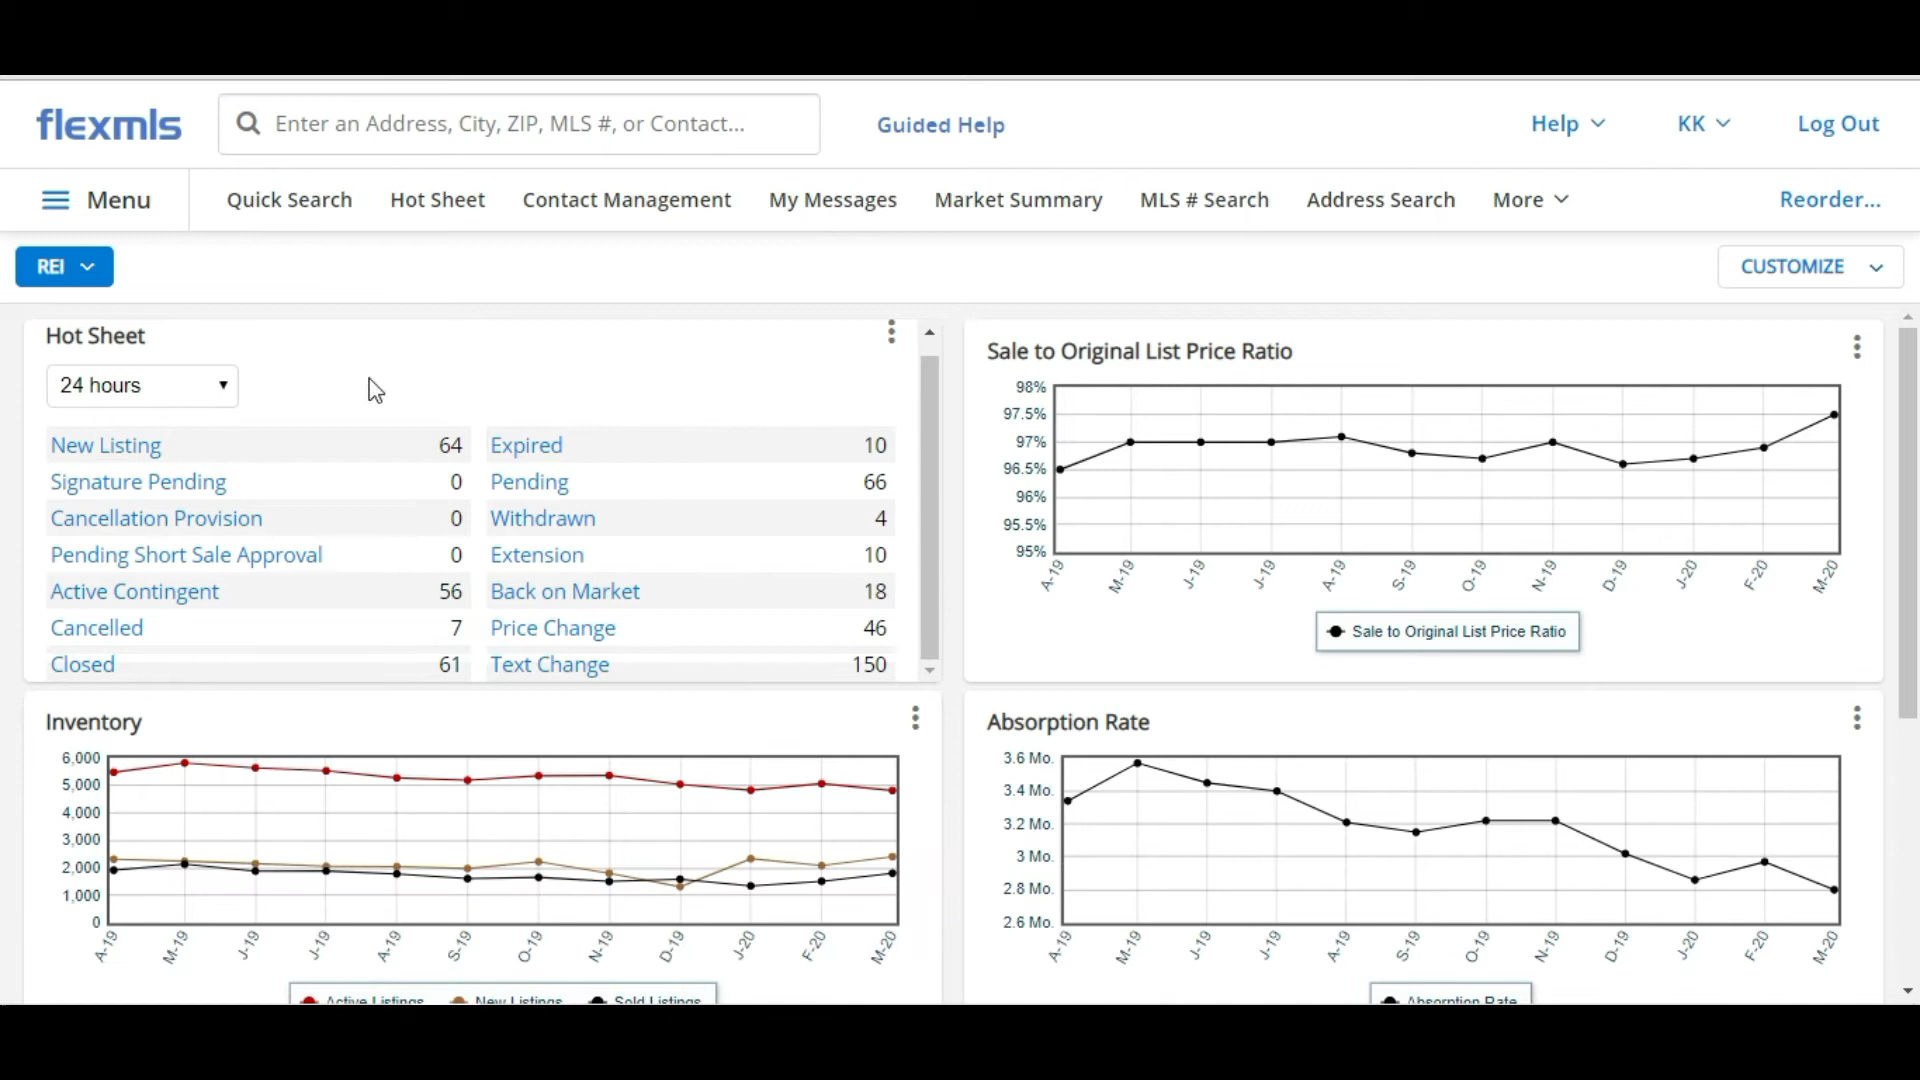 flexmls
Enter an Address, City, ZIP, MLS #, or Contact...
Guided Help
Help
KK
Log Out
Menu
Quick Search
Hot Sheet
Contact Management
My Messages
Market Summary
MLS # Search
Address Search
More
Reorder...
REI
CUSTOMIZE
Hot Sheet
24 hours
New Listing 64 Expired 10
Signature Pending 0 Pending 66
Cancellation Provision 0 Withdrawn 4
Pending Short Sale Approval 0 Extension 10
Active Contingent 56 Back on Market 18
Cancelled 7 Price Change 46
Closed 61 Text Change 150
Sale to Original List Price Ratio
98%
97.5%
97%
96.5%
96%
95.5%
95%
A-19 M-19 J-19 J-19 A-19 S-19 O-19 N-19 D-19 J-20 F-20 M-20
Sale to Original List Price Ratio
Inventory
6,000
5,000
4,000
3,000
2,000
1,000
0
A-19 M-19 J-19 J-19 A-19 S-19 O-19 N-19 D-19 J-20 F-20 M-20
Active Listings New Listings Sold Listings
Absorption Rate
3.6 Mo.
3.4 Mo.
3.2 Mo.
3 Mo.
2.8 Mo.
2.6 Mo.
A-19 M-19 J-19 J-19 A-19 S-19 O-19 N-19 D-19 J-20 F-20 M-20
Absorption Rate